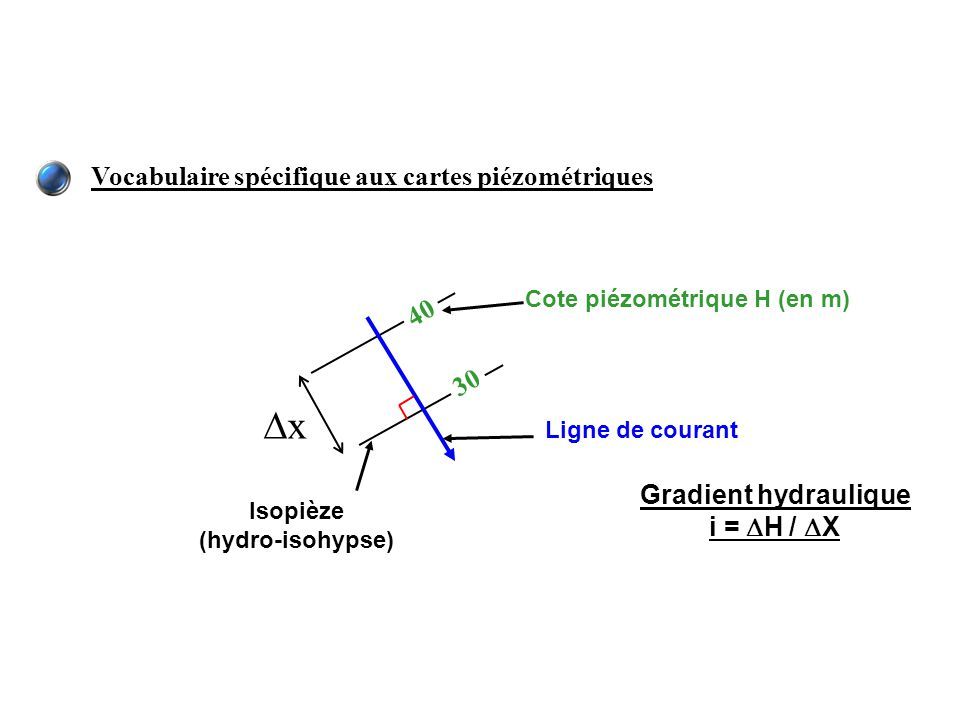 Vocabulaire spécifique aux cartes piézométriques
40
Cote piézométrique H (en m)
30
Δx
Ligne de courant
Isopièze
(hydro-isohypse)
Gradient hydraulique
i = ΔH / ΔX